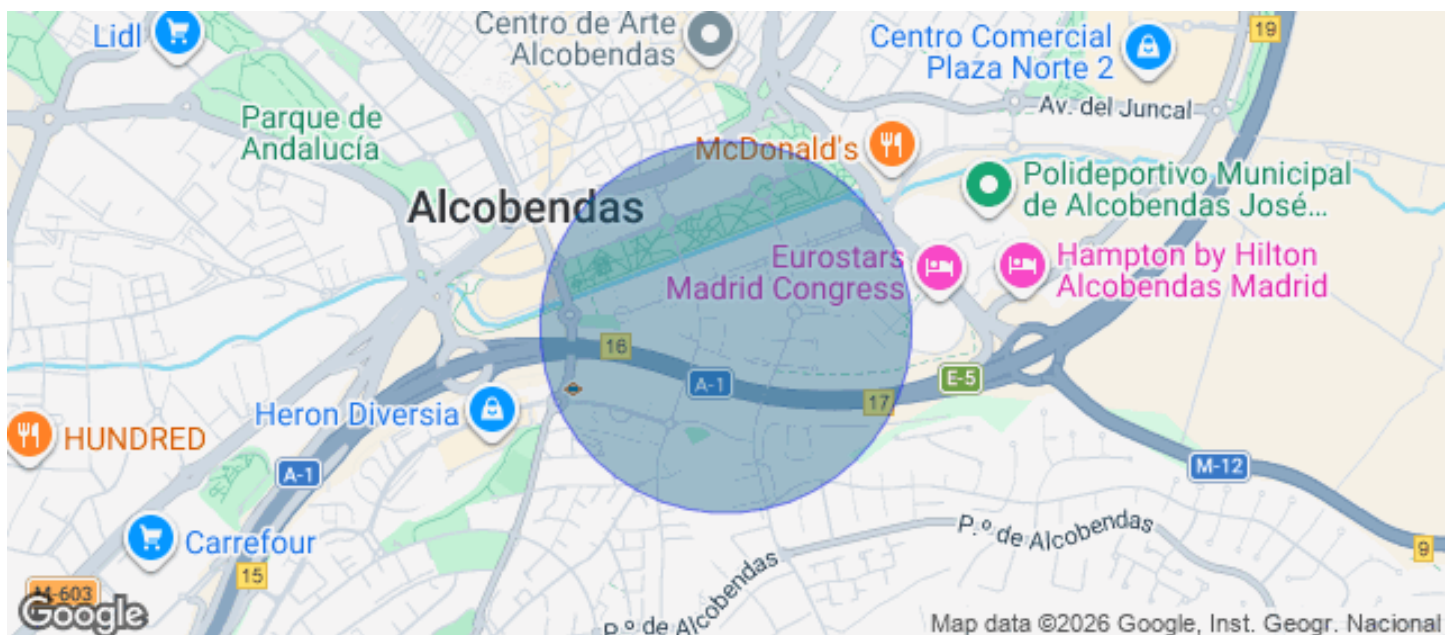 Lidl
Centro de Arte
Alcobendas
Centro Comercial
Plaza Norte 2
19
Av. del Juncal
Parque de
Andalucía
McDonald's
Polideportivo Municipal
de Alcobendas José...
Alcobendas
Eurostars
Madrid Congress
Hampton by Hilton
Alcobendas Madrid
16
A-1
E-5
17
Heron Diversia
HUNDRED
A-1
M-12
P.º de Alcobendas
Carrefour
9
15
M-603
P.º de Alcobendas
Google
Map data ©2026 Google, Inst. Geogr. Nacional